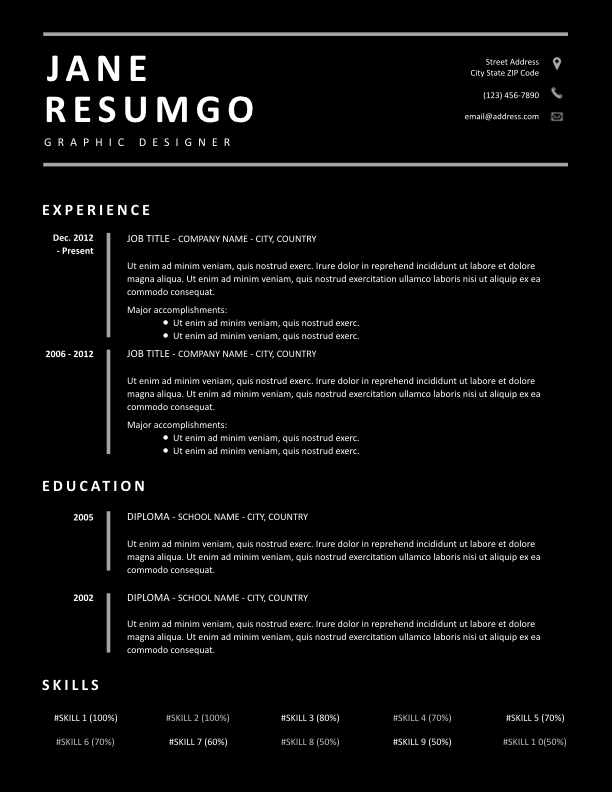 JANE
RESUMGO
GRAPHIC DESIGNER
Street Address
City State ZIP Code
(123) 456-7890
email@address.com
EXPERIENCE
Dec. 2012
- Present
JOB TITLE - COMPANY NAME - CITY, COUNTRY
Ut enim ad minim veniam, quis nostrud exerc. Irure dolor in reprehend incididunt ut labore et dolore
magna aliqua. Ut enim ad minim veniam, quis nostrud exercitation ullamco laboris nisi ut aliquip ex ea
commodo consequat.
Major accomplishments:
● Ut enim ad minim veniam, quis nostrud exerc.
● Ut enim ad minim veniam, quis nostrud exerc.
2006 - 2012
JOB TITLE - COMPANY NAME - CITY, COUNTRY
Ut enim ad minim veniam, quis nostrud exerc. Irure dolor in reprehend incididunt ut labore et dolore
magna aliqua. Ut enim ad minim veniam, quis nostrud exercitation ullamco laboris nisi ut aliquip ex ea
commodo consequat.
Major accomplishments:
● Ut enim ad minim veniam, quis nostrud exerc.
● Ut enim ad minim veniam, quis nostrud exerc.
EDUCATION
2005
DIPLOMA - SCHOOL NAME - CITY, COUNTRY
Ut enim ad minim veniam, quis nostrud exerc. Irure dolor in reprehend incididunt ut labore et dolore
magna aliqua. Ut enim ad minim veniam, quis nostrud exercitation ullamco laboris nisi ut aliquip ex ea
commodo consequat.
2002
DIPLOMA - SCHOOL NAME - CITY, COUNTRY
Ut enim ad minim veniam, quis nostrud exerc. Irure dolor in reprehend incididunt ut labore et dolore
magna aliqua. Ut enim ad minim veniam, quis nostrud exercitation ullamco laboris nisi ut aliquip ex ea
commodo consequat.
SKILLS
#SKILL 1 (100%) #SKILL 2 (100%) #SKILL 3 (80%) #SKILL 4 (70%) #SKILL 5 (70%)
#SKILL 6 (70%) #SKILL 7 (60%) #SKILL 8 (50%) #SKILL 9 (50%) #SKILL 1 0(50%)